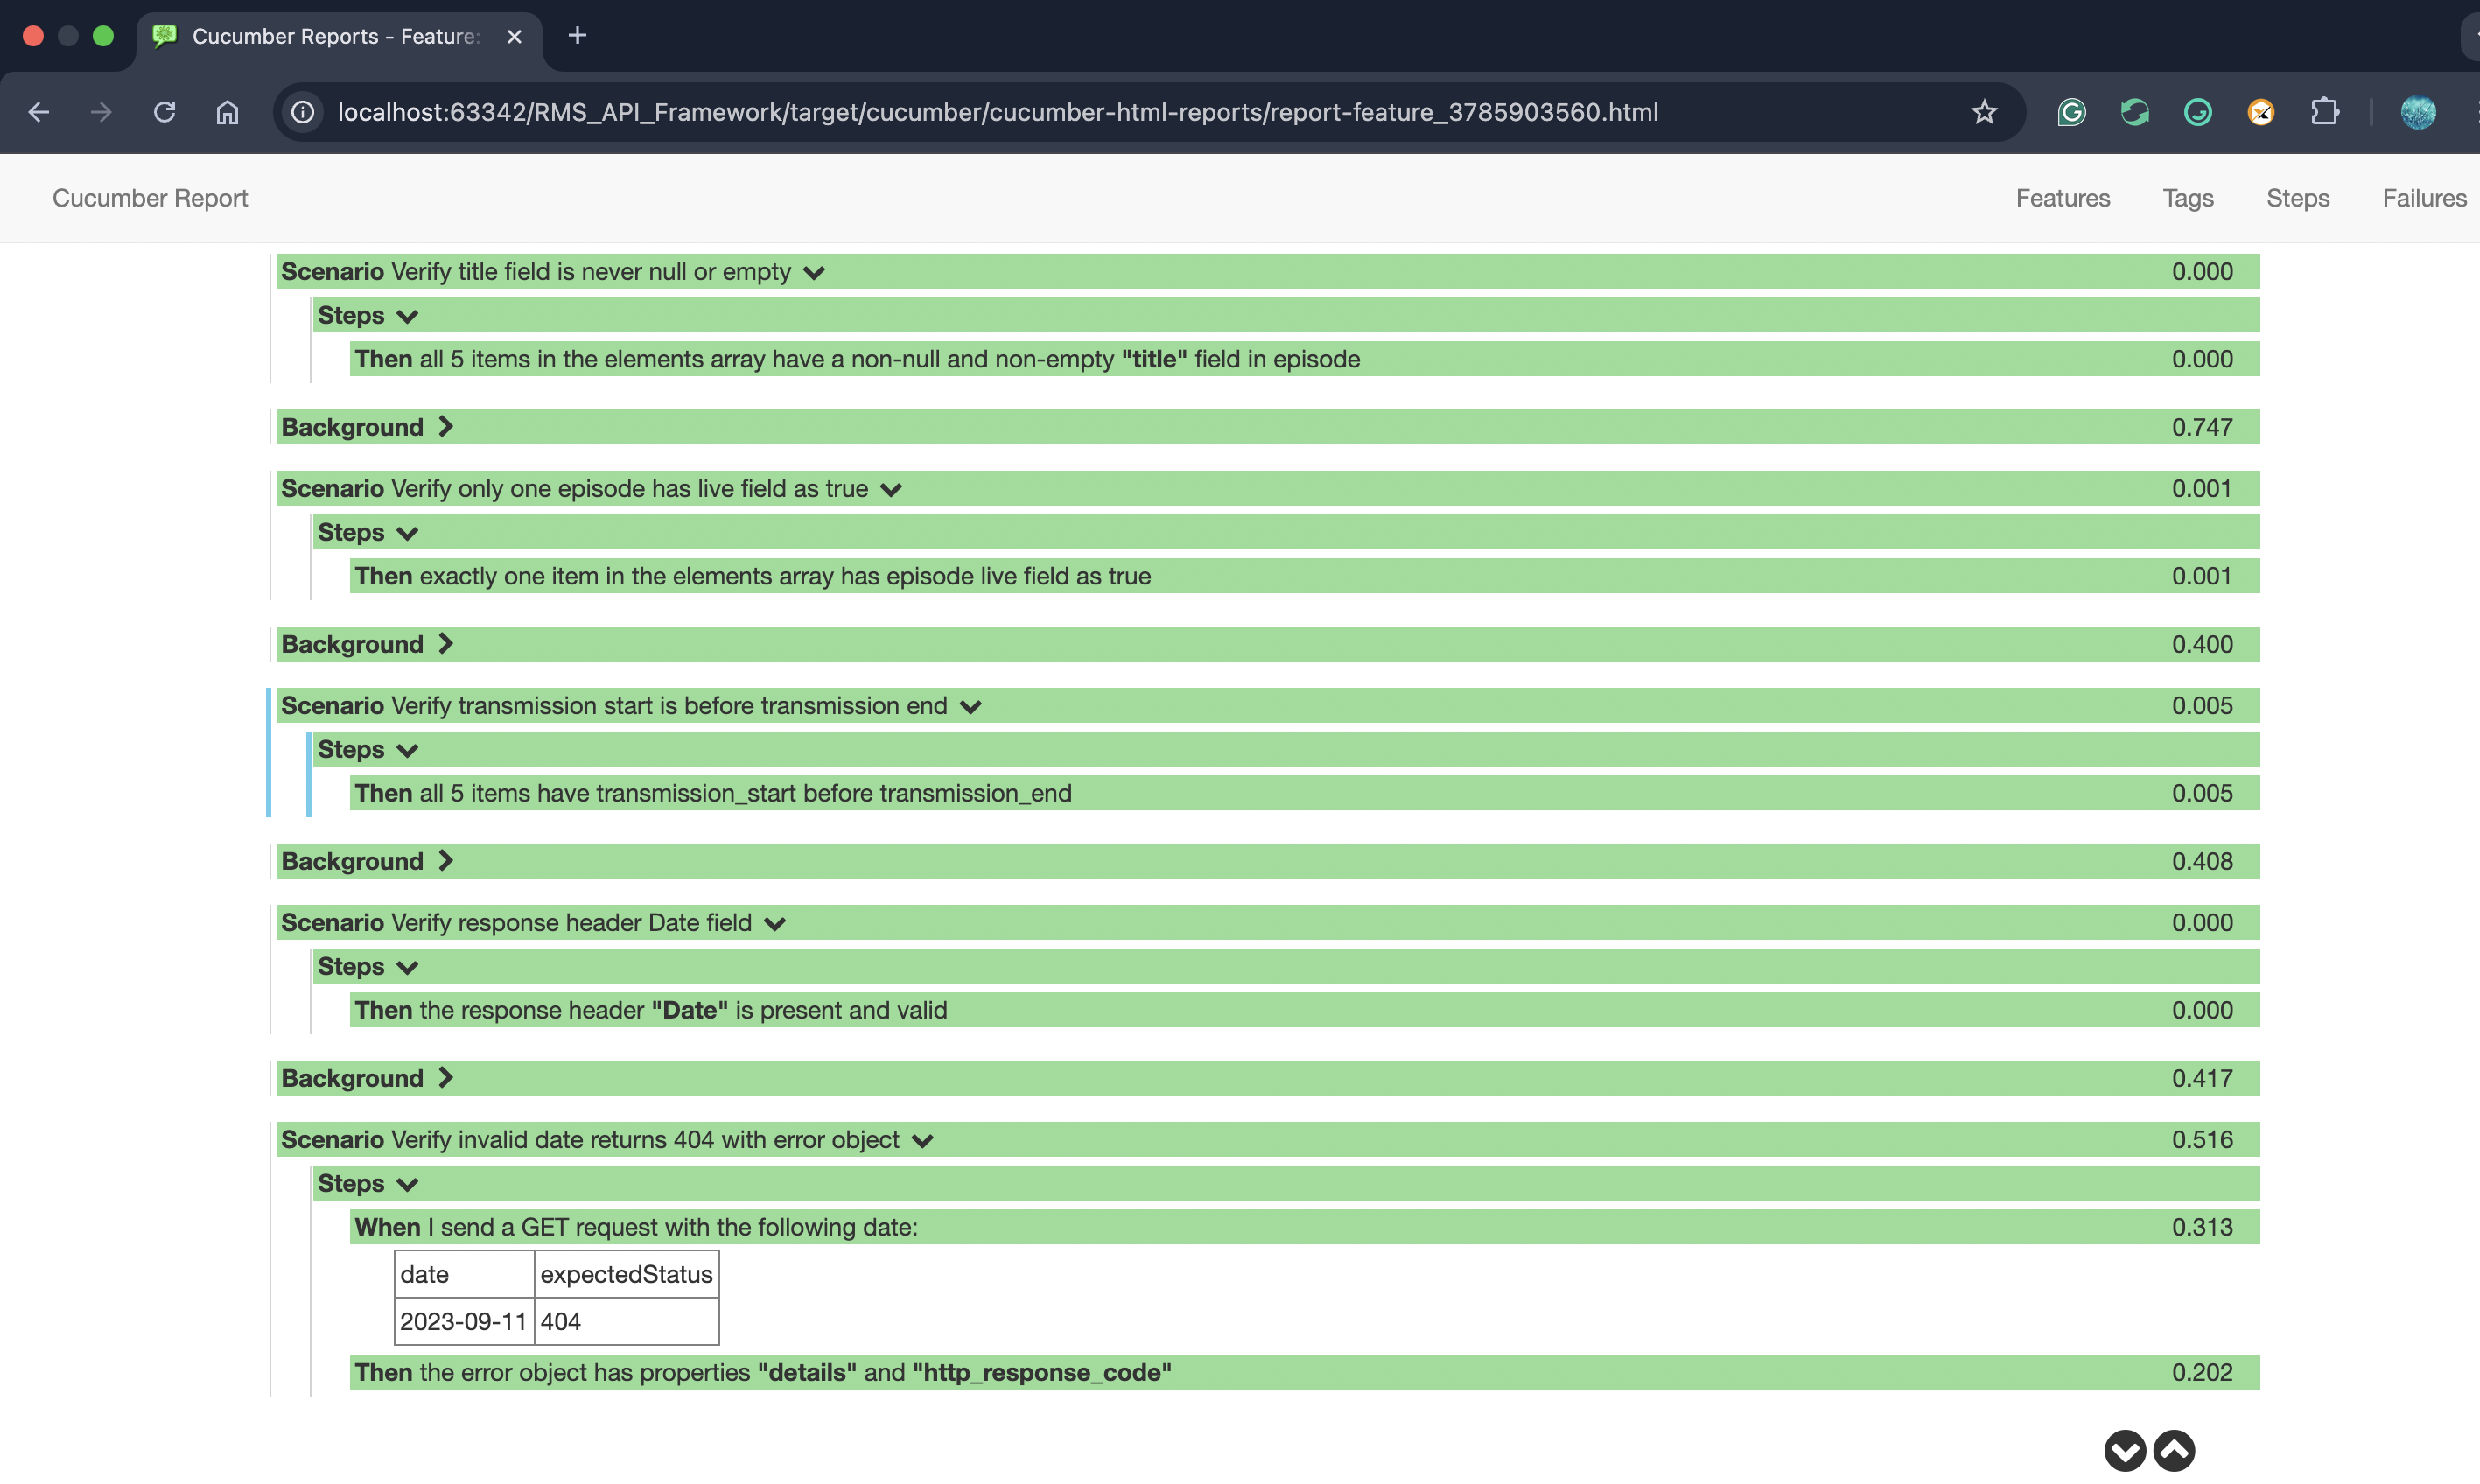 Cucumber Reports - Feature:
localhost:63342/RMS_API_Framework/target/cucumber/cucumber-html-reports/report-feature_3785903560.html
Cucumber Report Features Tags Steps Failures
Scenario Verify title field is never null or empty 0.000
Steps
Then all 5 items in the elements array have a non-null and non-empty "title" field in episode 0.000
Background 0.747
Scenario Verify only one episode has live field as true 0.001
Steps
Then exactly one item in the elements array has episode live field as true 0.001
Background 0.400
Scenario Verify transmission start is before transmission end 0.005
Steps
Then all 5 items have transmission_start before transmission_end 0.005
Background 0.408
Scenario Verify response header Date field 0.000
Steps
Then the response header "Date" is present and valid 0.000
Background 0.417
Scenario Verify invalid date returns 404 with error object 0.516
Steps
When I send a GET request with the following date: 0.313
date expectedStatus
2023-09-11 404
Then the error object has properties "details" and "http_response_code" 0.202